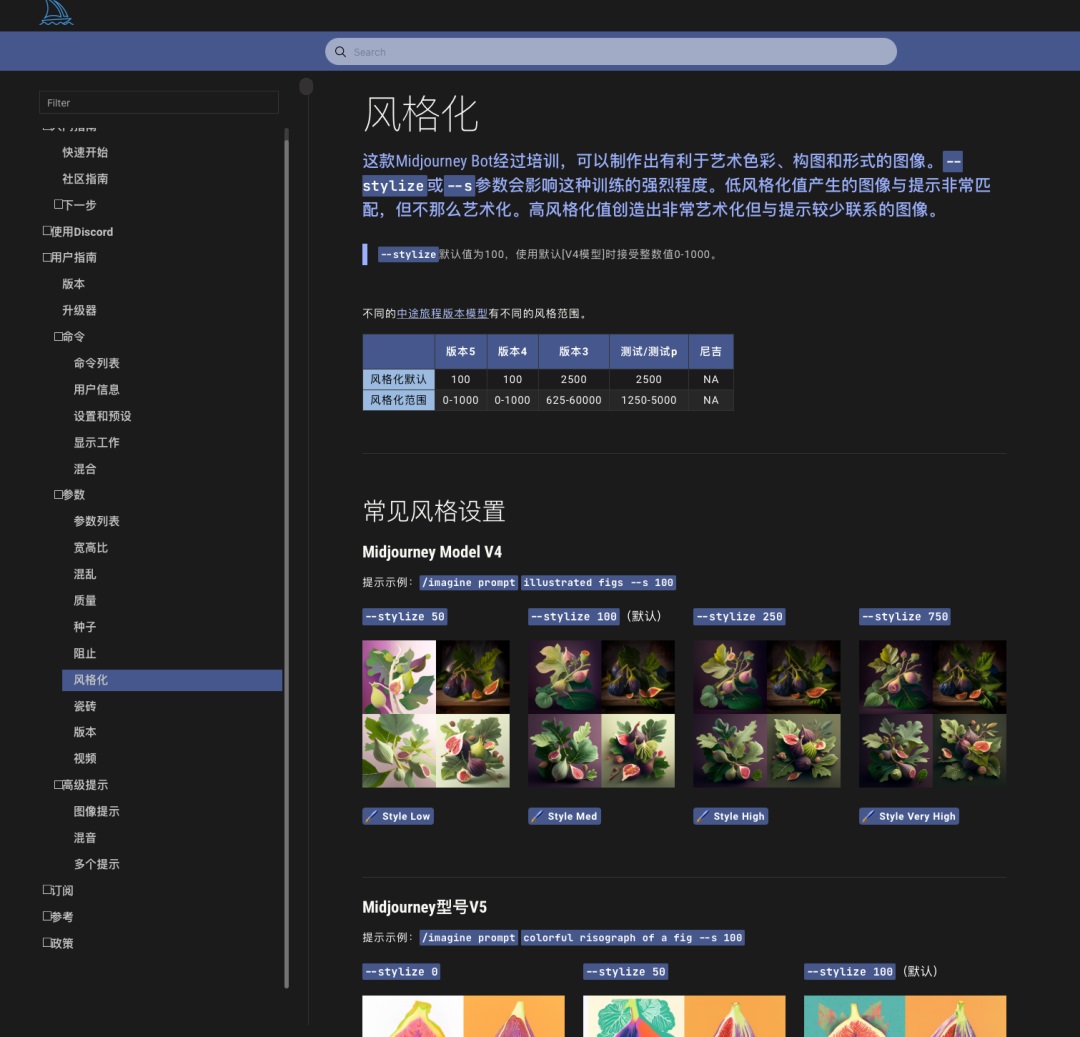 Search
Filter
入门指南
快速开始
社区指南
下一步
使用Discord
用户指南
版本
升级器
命令
命令列表
用户信息
设置和预设
显示工作
混合
参数
参数列表
宽高比
混乱
质量
种子
阻止
风格化
瓷砖
版本
视频
高级提示
图像提示
混音
多个提示
订阅
参考
政策
风格化
这款Midjourney Bot经过培训，可以制作出有利于艺术色彩、构图和形式的图像。--
stylize或--s参数会影响这种训练的强烈程度。低风格化值产生的图像与提示非常匹
配，但不那么艺术化。高风格化值创造出非常艺术化但与提示较少联系的图像。
--stylize默认值为100，使用默认[V4模型]时接受整数值0-1000。
不同的中途旅程版本模型有不同的风格范围。
版本5 版本4 版本3 测试/测试p 尼吉
风格化默认 100 100 2500 2500 NA
风格化范围 0-1000 0-1000 625-60000 1250-5000 NA
常见风格设置
Midjourney Model V4
提示示例：/imagine prompt illustrated figs --s 100
--stylize 50 --stylize 100（默认） --stylize 250 --stylize 750
Style Low Style Med Style High Style Very High
Midjourney型号V5
提示示例：/imagine prompt colorful risograph of a fig --s 100
--stylize 0 --stylize 50 --stylize 100（默认）